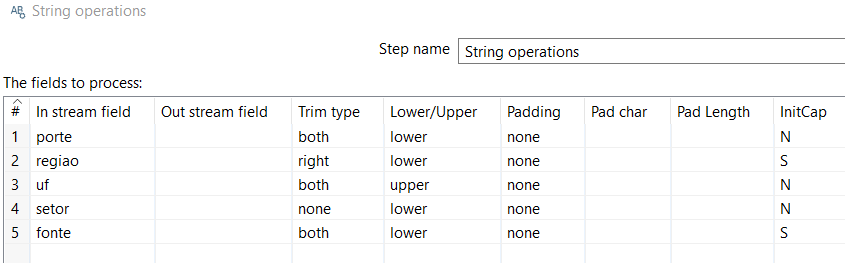 String operations
Step name String operations
The fields to process:
# In stream field Out stream field Trim type Lower/Upper Padding Pad char Pad Length InitCap
1 porte both lower none N
2 regiao right lower none S
3 uf both upper none N
4 setor none lower none N
5 fonte both lower none S